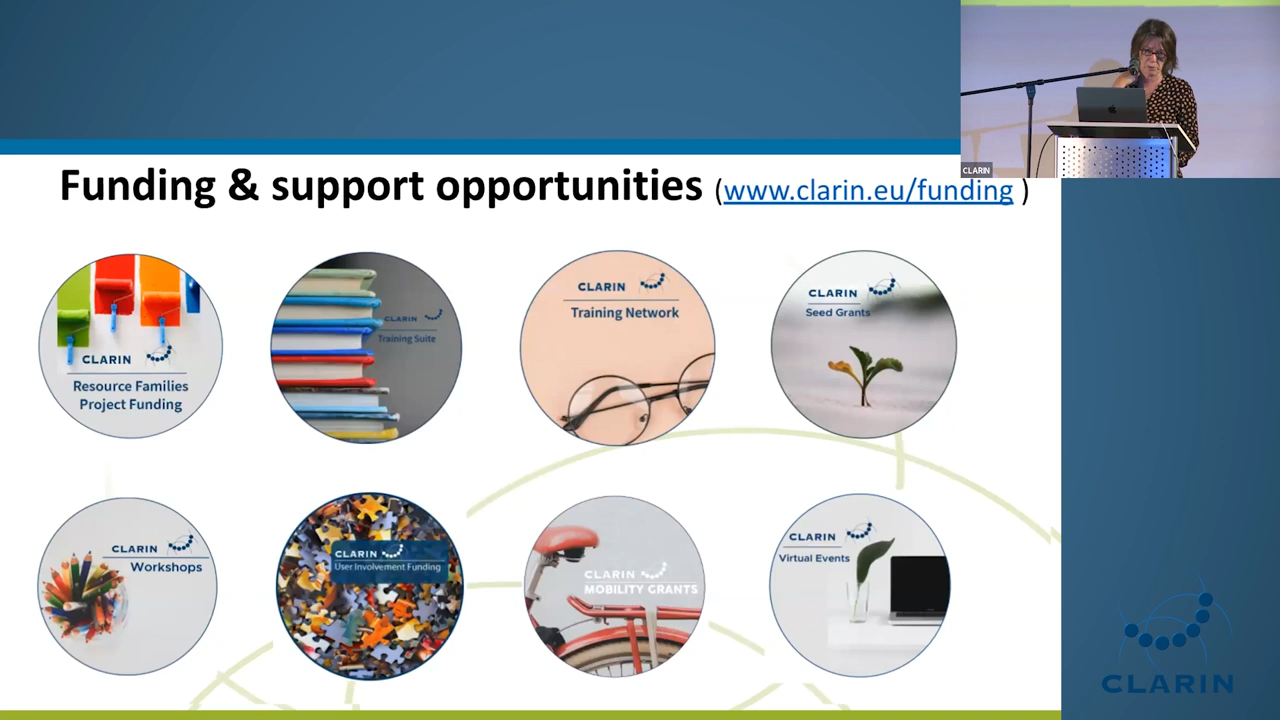 CLARIN
Funding & support opportunities (www.clarin.eu/funding )
CLARIN
Resource Families
Project Funding
CLARIN
Training Suite
CLARIN
Training Network
CLARIN
Seed Grants
CLARIN
Workshops
CLARIN
User Involvement Funding
CLARIN
MOBILITY GRANTS
CLARIN
Virtual Events
CLARIN